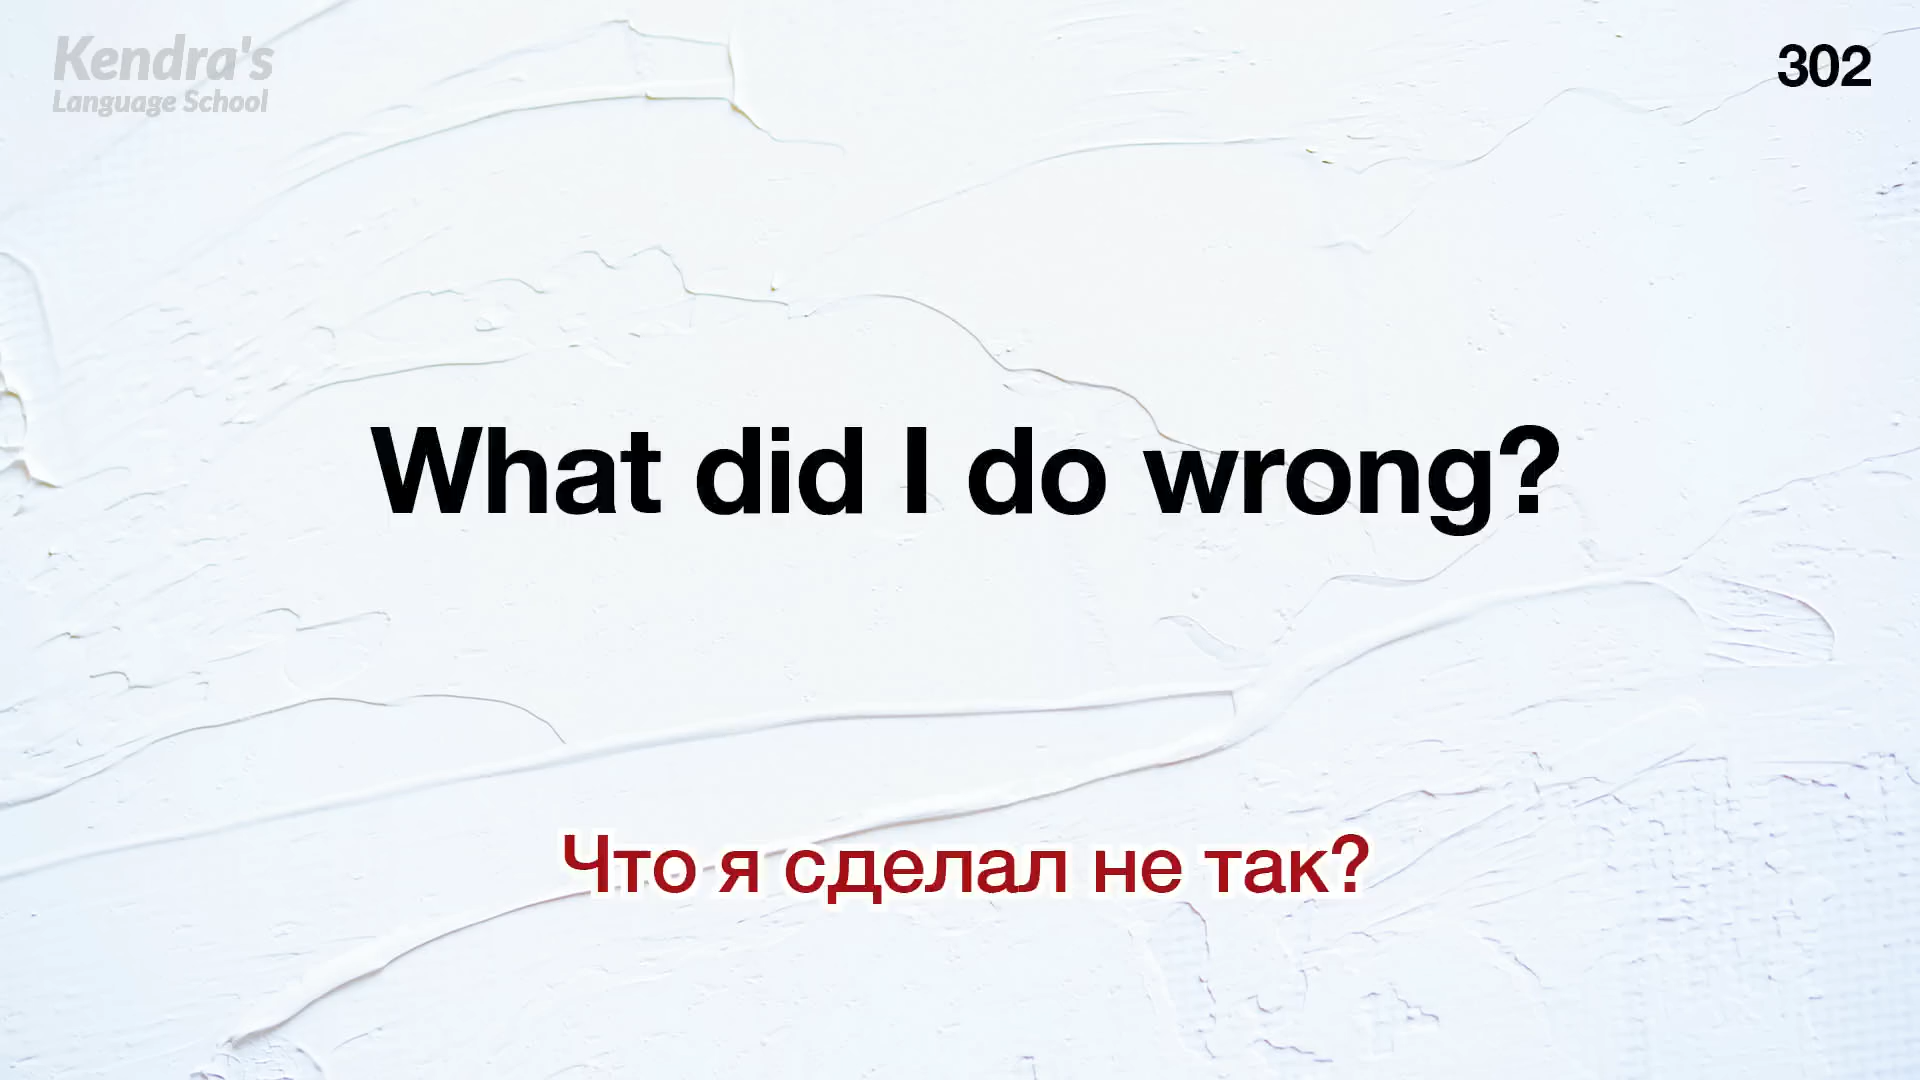 Kendra's
Language School
302
What did I do wrong?
Что я сделал не так?